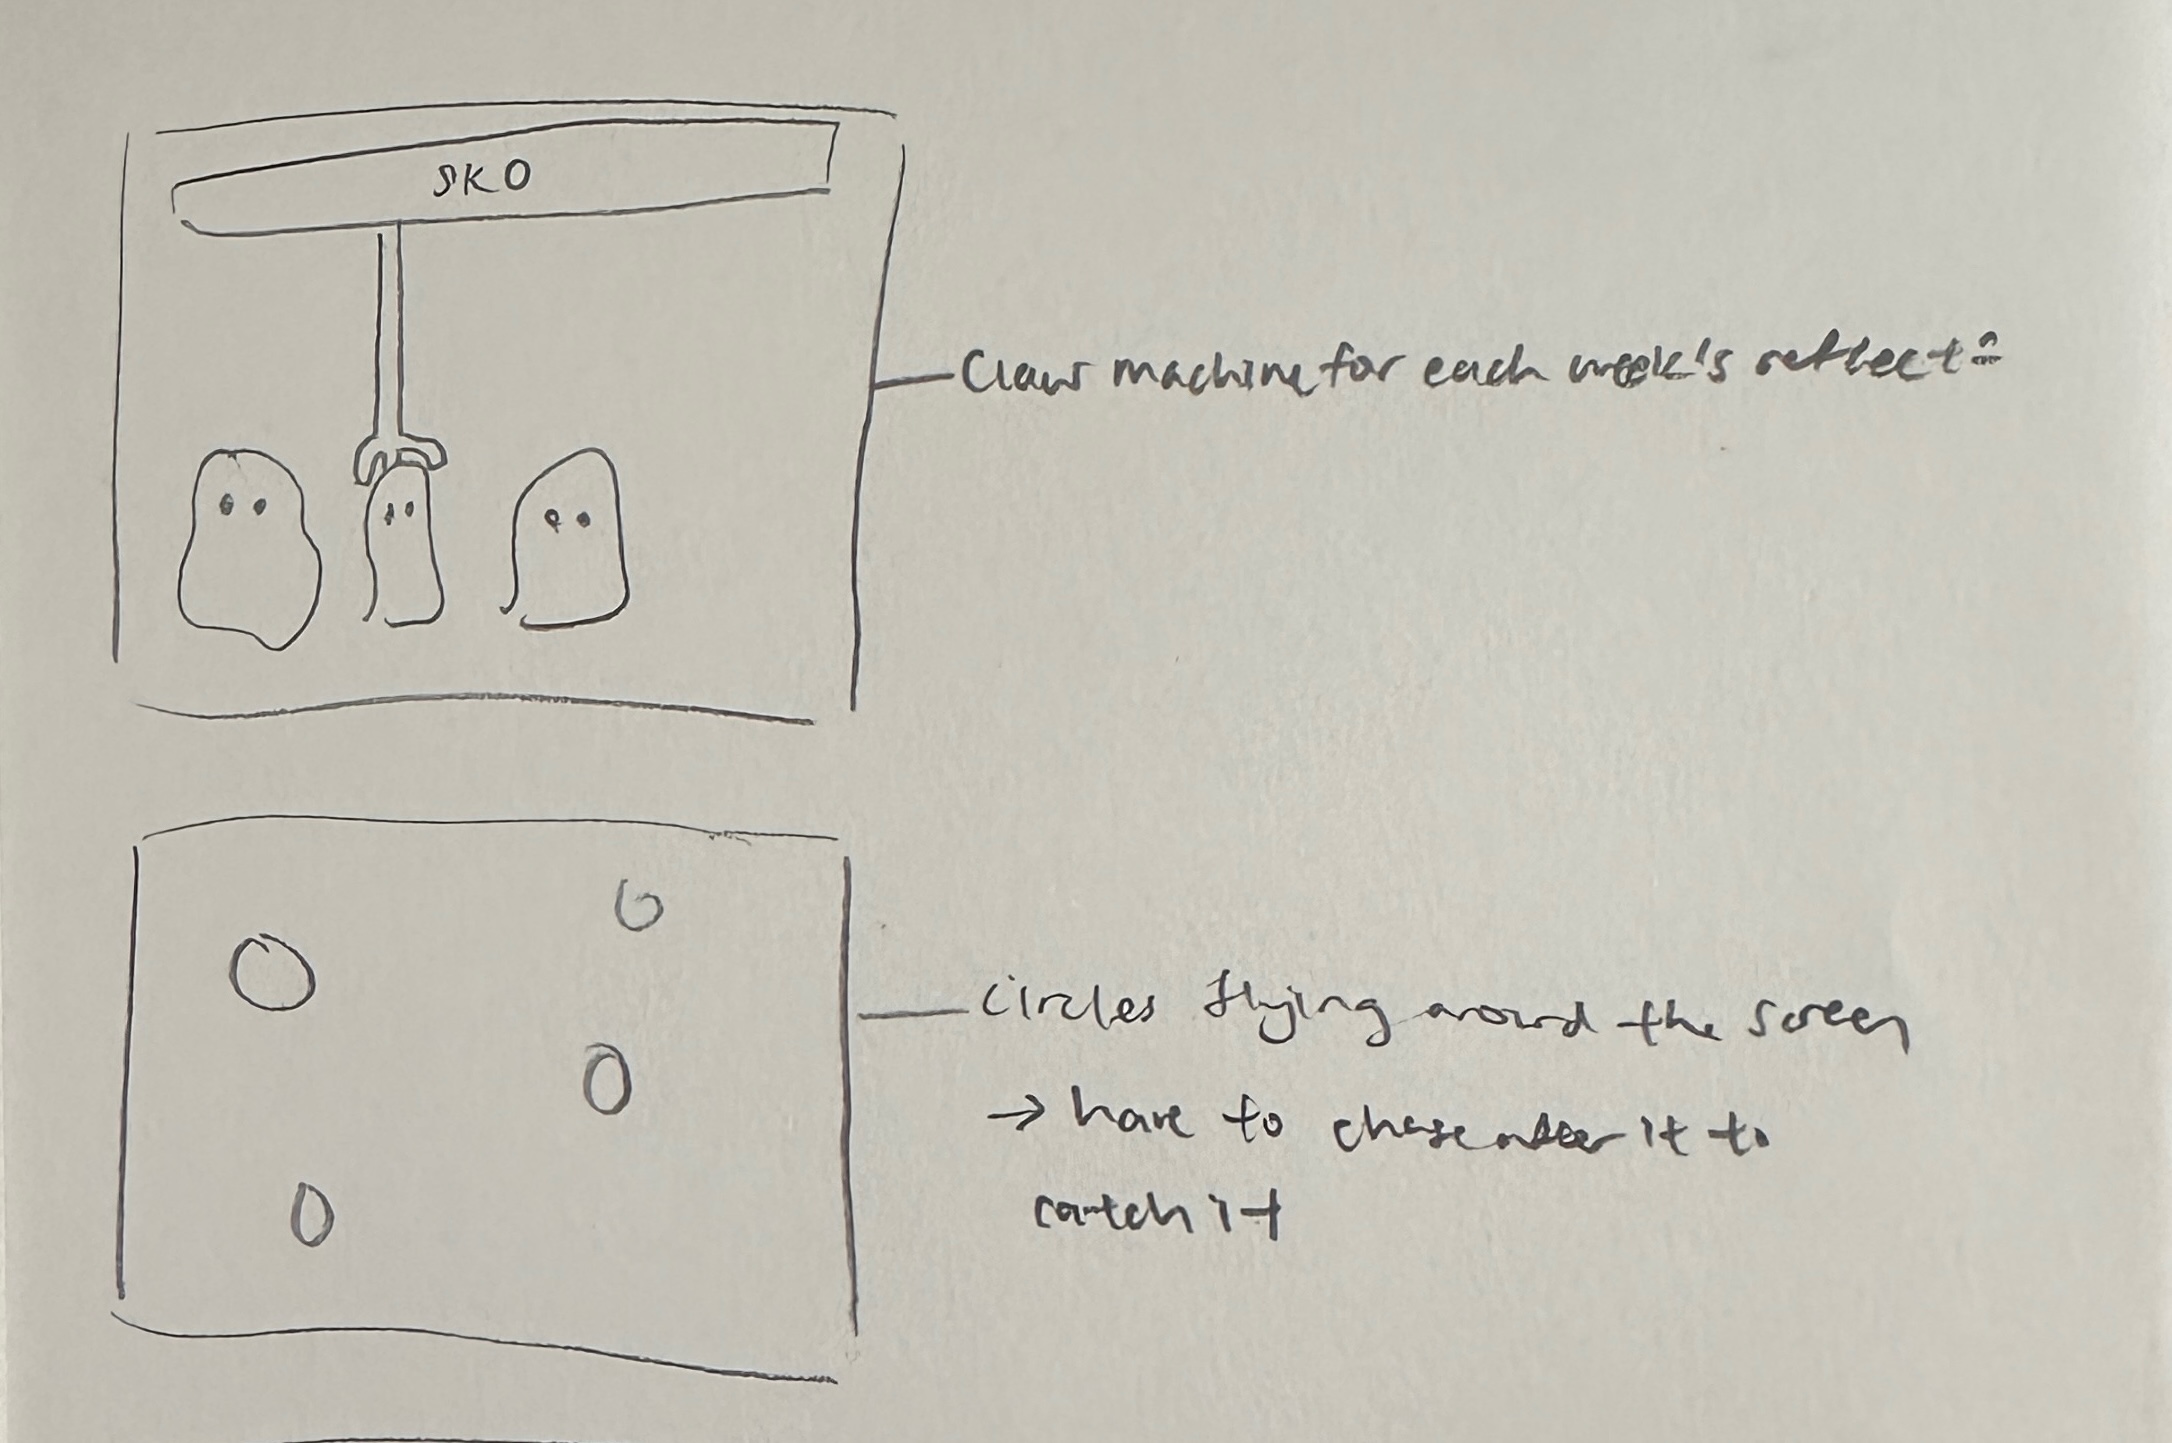 SKO
Claw machine for each week's reflect
Circles flying around the screen
→ have to chase after it to
catch it